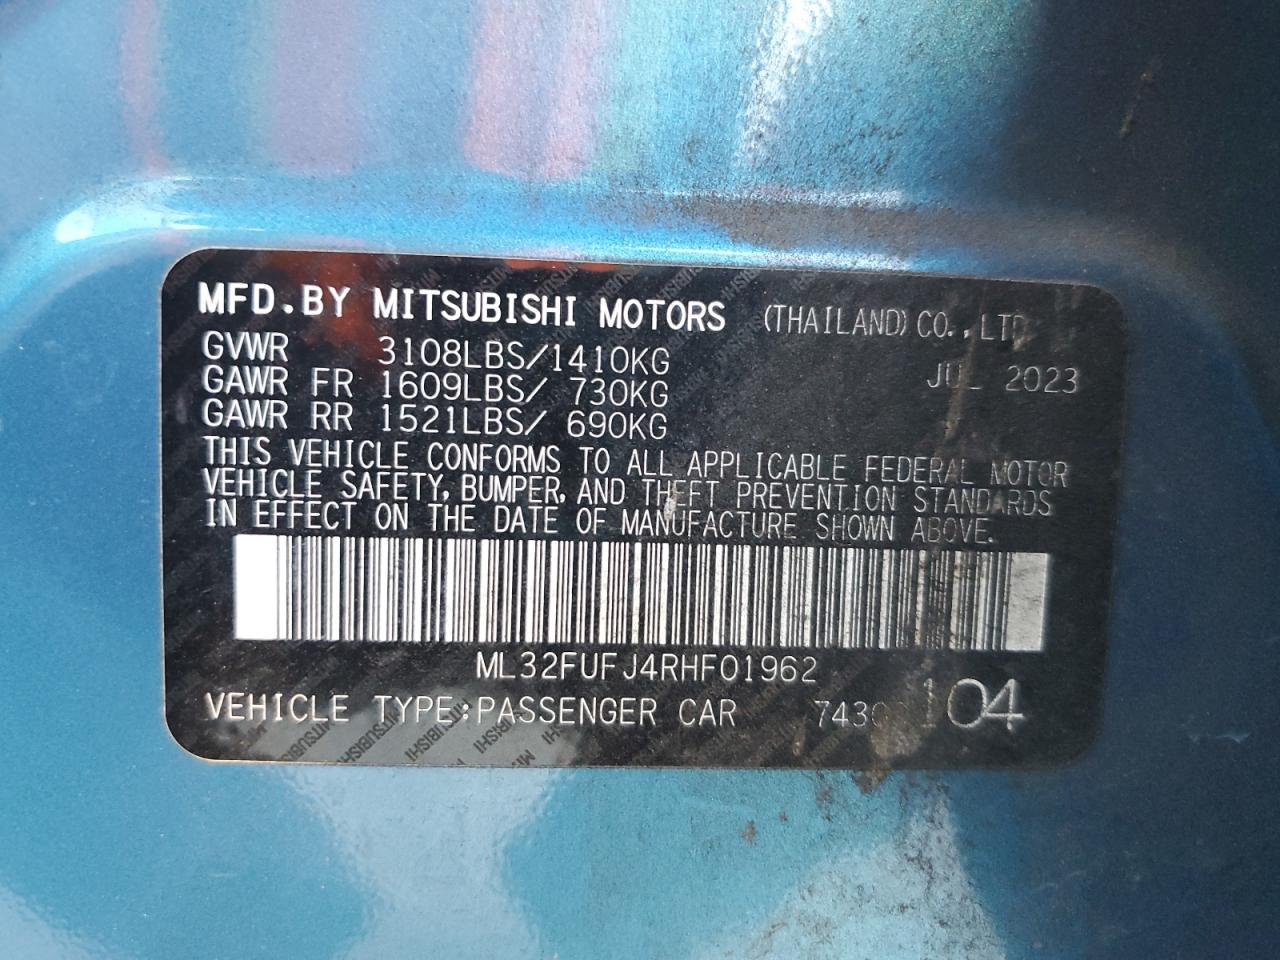 MFD.BY MITSUBISHI MOTORS (THAILAND) CO.,LTD.
GVWR 3108LBS/1410KG JUL 2023
GAWR FR 1609LBS/ 730KG
GAWR RR 1521LBS/ 690KG
THIS VEHICLE CONFORMS TO ALL APPLICABLE FEDERAL MOTOR
VEHICLE SAFETY, BUMPER, AND THEFT PREVENTION STANDARDS
IN EFFECT ON THE DATE OF MANUFACTURE SHOWN ABOVE.
ML32FUFJ4RHF01962
VEHICLE TYPE:PASSENGER CAR